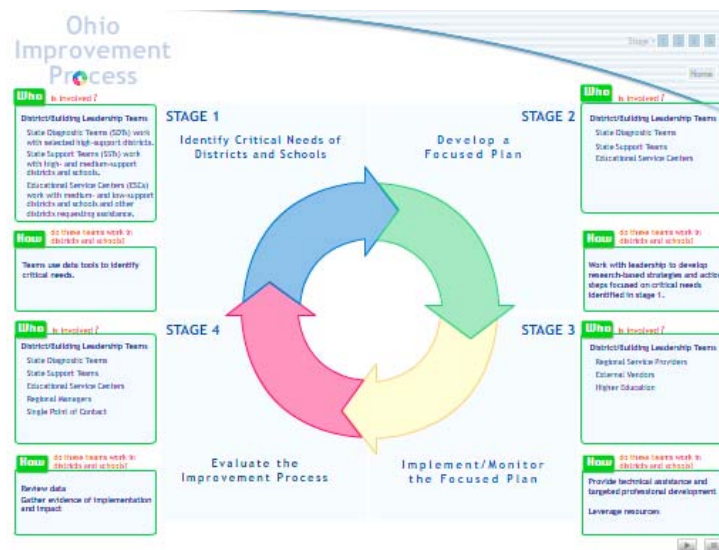 Ohio
Improvement
Process
Stage
1 2 3 4
Home
Who is involved?
District/Building Leadership Teams
State Diagnostic Teams (SDTs) work
with selected high-support districts.
State Support Teams (SSTs) work
with high- and medium-support
districts and schools.
Educational Service Centers (ESCs)
work with medium- and low-support
districts and schools and other
districts requesting assistance.
How do these teams work in
districts and schools?
Teams use data tools to identify
critical needs.
STAGE 1
Identify Critical Needs of
Districts and Schools
STAGE 2
Develop a
Focused Plan
Who is involved?
District/Building Leadership Teams
State Diagnostic Teams
State Support Teams
Educational Service Centers
How do these teams work in
districts and schools?
Work with leadership to develop
research-based strategies and action
steps focused on critical needs
identified in stage 1.
STAGE 3
Implement/Monitor
the Focused Plan
Who is involved?
District/Building Leadership Teams
Regional Service Providers
External Vendors
Higher Education
How do these teams work in
districts and schools?
Provide technical assistance and
targeted professional development
Leverage resources
STAGE 4
Evaluate the
Improvement Process
Who is involved?
District/Building Leadership Teams
State Diagnostic Teams
State Support Teams
Educational Service Centers
Regional Managers
Single Point of Contact
How do these teams work in
districts and schools?
Review data
Gather evidence of implementation
and impact